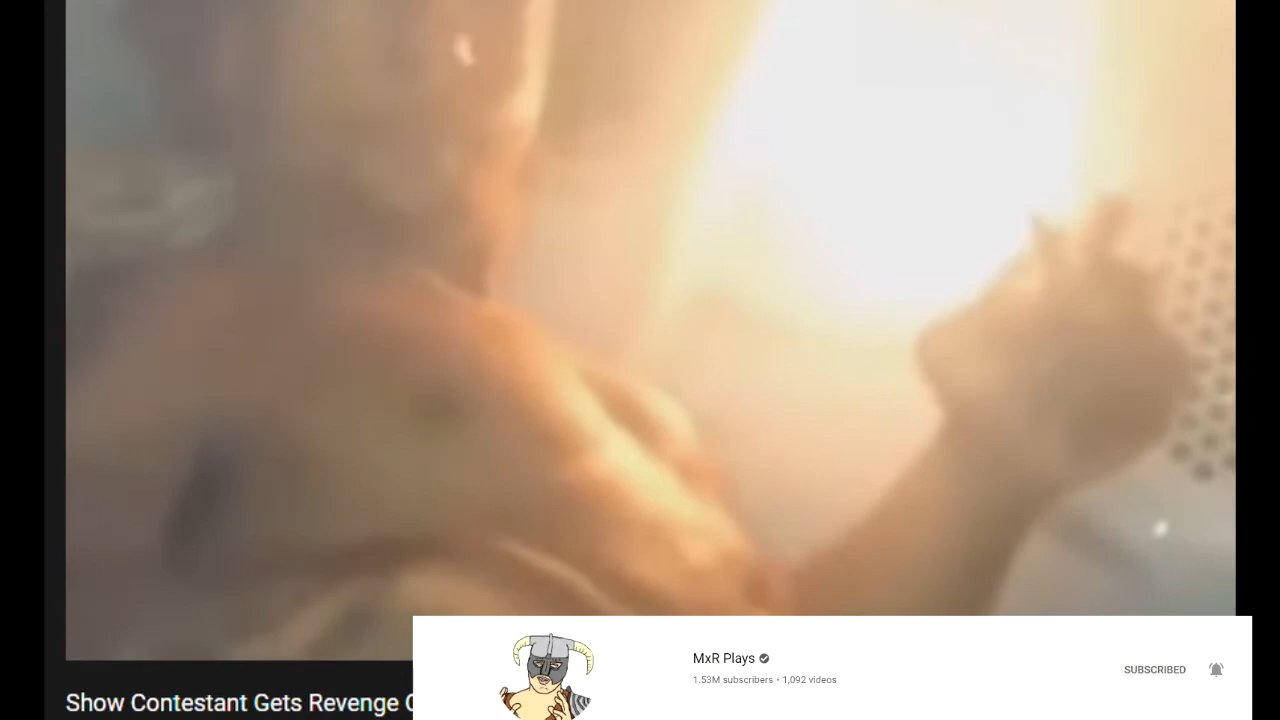 MxR Plays
1.53M subscribers • 1,092 videos
SUBSCRIBED
Show Contestant Gets Revenge